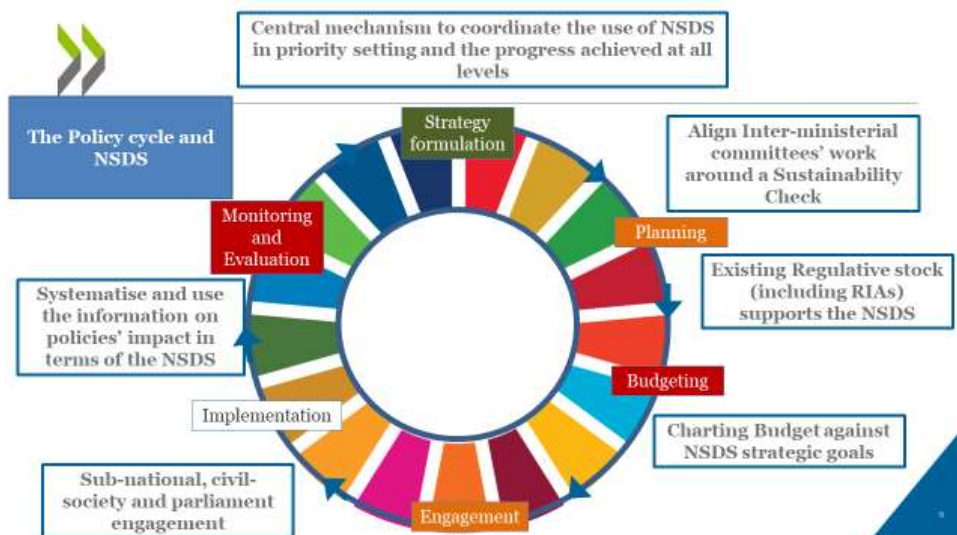 Central mechanism to coordinate the use of NSDS
in priority setting and the progress achieved at all
levels
The Policy cycle and
NSDS
Strategy
formulation
Align Inter-ministerial
committees' work
around a Sustainability
Check
Monitoring
and
Evaluation
Planning
Existing Regulative stock
(including RIAs)
supports the NSDS
Systematise and use
the information on
policies' impact in
terms of the NSDS
Budgeting
Implementation
Charting Budget against
NSDS strategic goals
Sub-national, civil-
society and parliament
engagement
Engagement